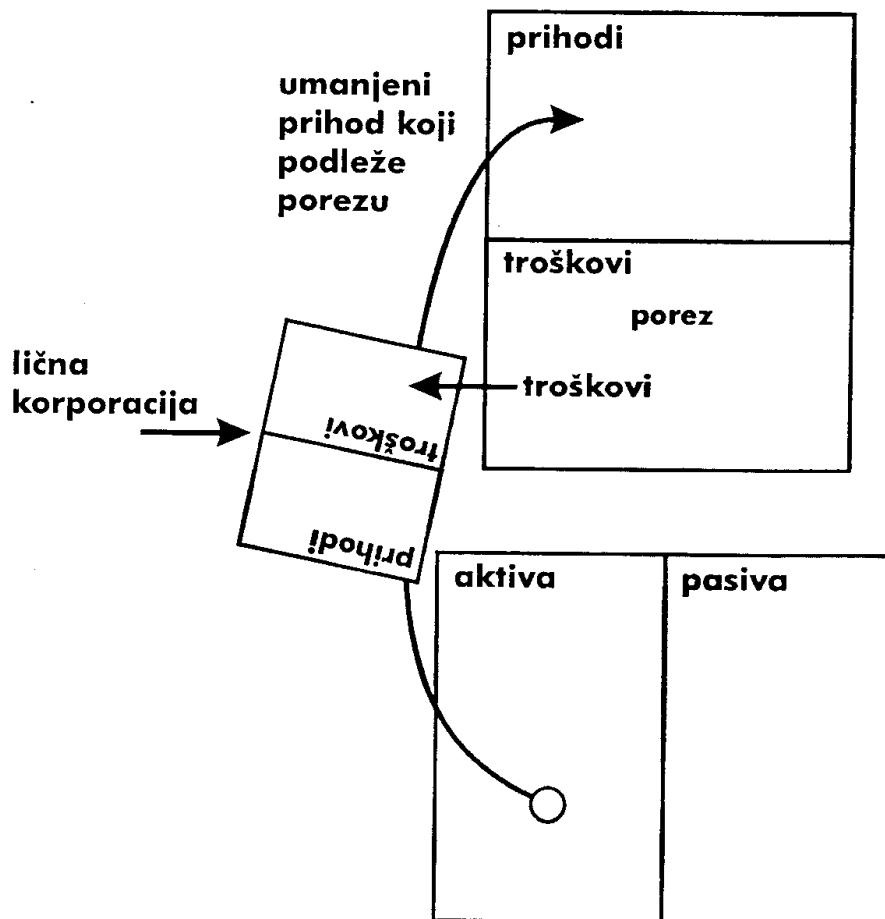 prihodi
umanjeni
prihod koji
podleže
porezu
troškovi
porez
troškovi
lična
korporacija
troškovi
prihodi
aktiva
pasiva